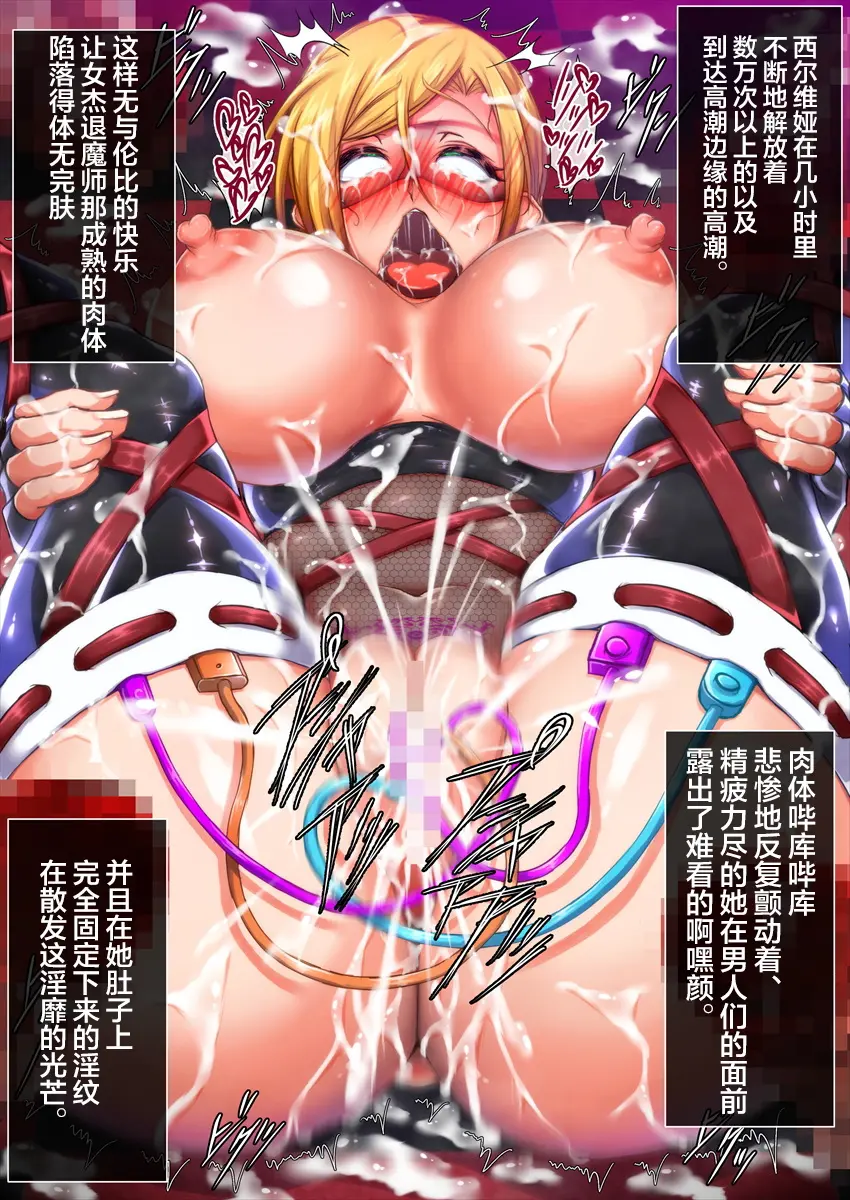 西尔维娅在几小时里
不断地解放着
数万次以上的以及
到达高潮边缘的高潮。
这样无与伦比的快乐
让女杰退魔师那成熟的肉体
陷落得体无完肤
肉体哔库哔库
悲惨地反复颤动着、
精疲力尽的她在男人们的面前
露出了难看的啊嘿颜。
并且在她肚子上
完全固定下来的淫纹
在散发这淫靡的光芒。